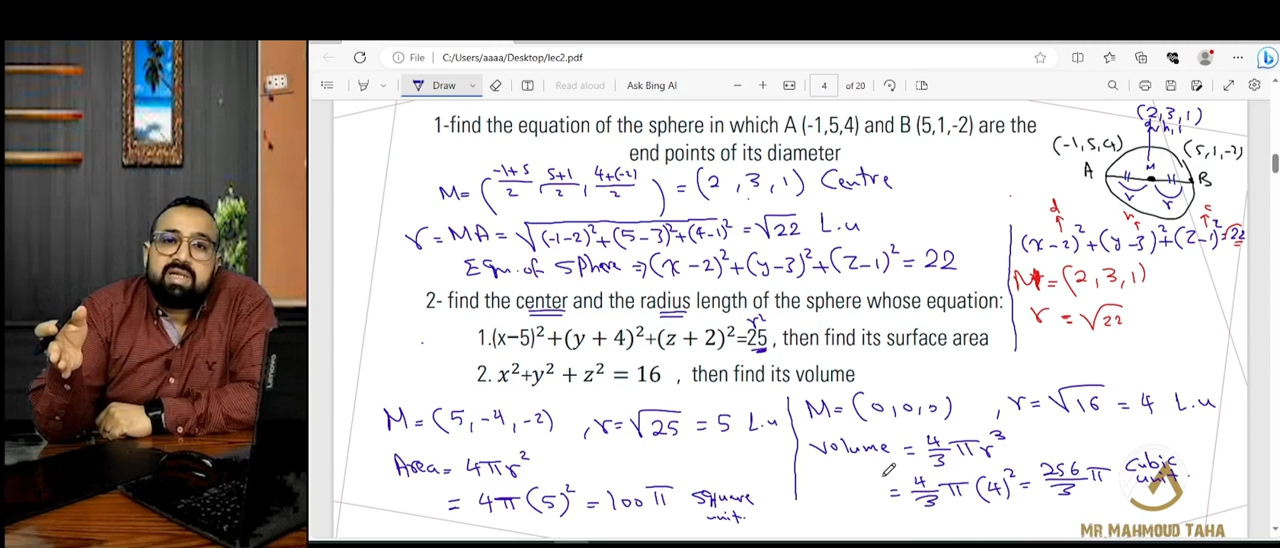 File C:/Users/aaaa/Desktop/lec2.pdf
Draw Read aloud Ask Bing AI 4 of 20
1-find the equation of the sphere in which A (-1,5,4) and B (5,1,-2) are the
end points of its diameter
M = ( -1+5/2 , 5+1/2 , 4+(-2)/2 ) = (2 , 3 , 1) Centre
r = MA = √(-1-2)²+(5-3)²+(4-1)² = √22 L.u
Equ. of Sphere ⇒ (x-2)²+(y-3)²+(z-1)² = 22
(2,3,1)
(-1,5,4) (5,1,-2)
M
A B
r r
(x-2)²+(y-3)²+(z-1)²=22
M = (2,3,1)
r = √22
2- find the center and the radius length of the sphere whose equation:
r²
1.(x−5)²+(y + 4)²+(z + 2)²=25 , then find its surface area
2. x²+y² + z² = 16 , then find its volume
M = (5, -4, -2) , r = √25 = 5 L.u
Area = 4πr²
= 4π(5)² = 100π square
unit.
M = (0,0,0) , r = √16 = 4 L.u
Volume = 4/3 πr³
= 4/3 π(4)² = 256/3 π Cubic
unit.
MR MAHMOUD TAHA
Lenovo